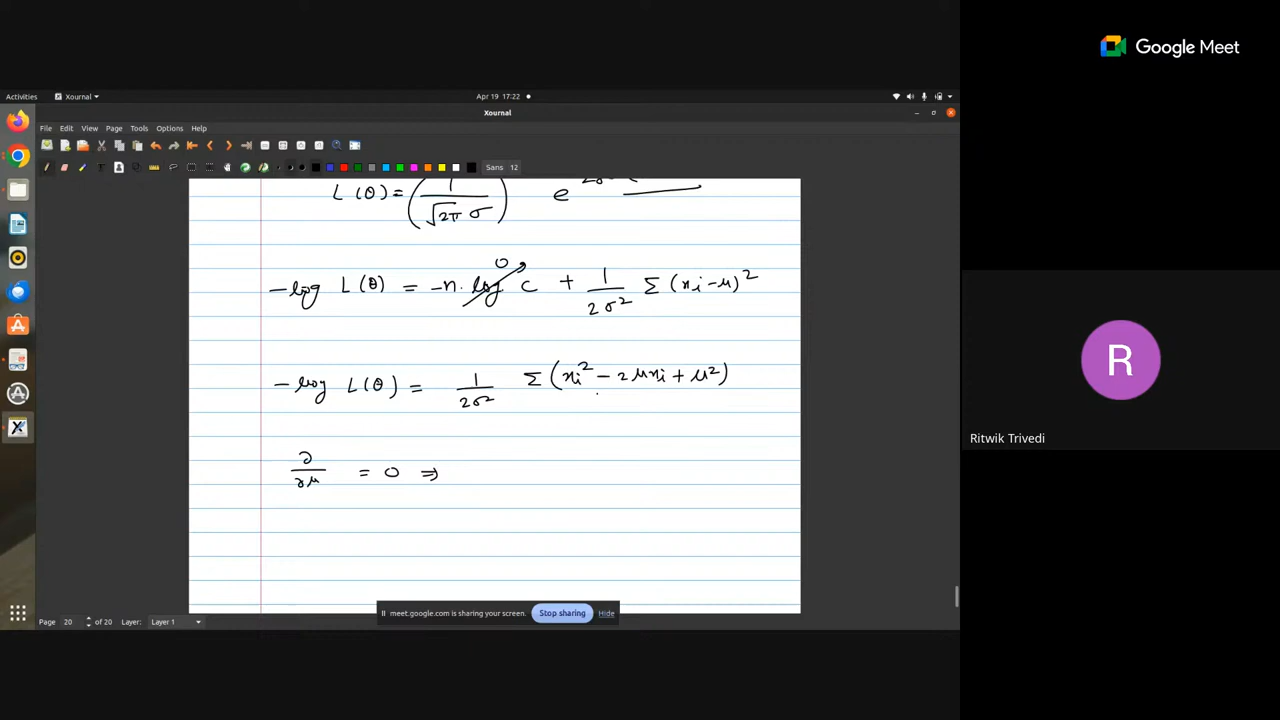 Google Meet
Activities Xournal Apr 19 17:22
Xournal
File Edit View Page Tools Options Help
Sans 12
L(θ) = (1/√2π σ) e
-log L(θ) = -n. log c + 1/2σ² Σ (xi-μ)²
0
-log L(θ) = 1/2σ² Σ (xi² - 2μxi + μ²)
∂/∂μ = 0 ⇒
R
Ritwik Trivedi
meet.google.com is sharing your screen. Stop sharing Hide
Page 20 of 20 Layer: Layer 1